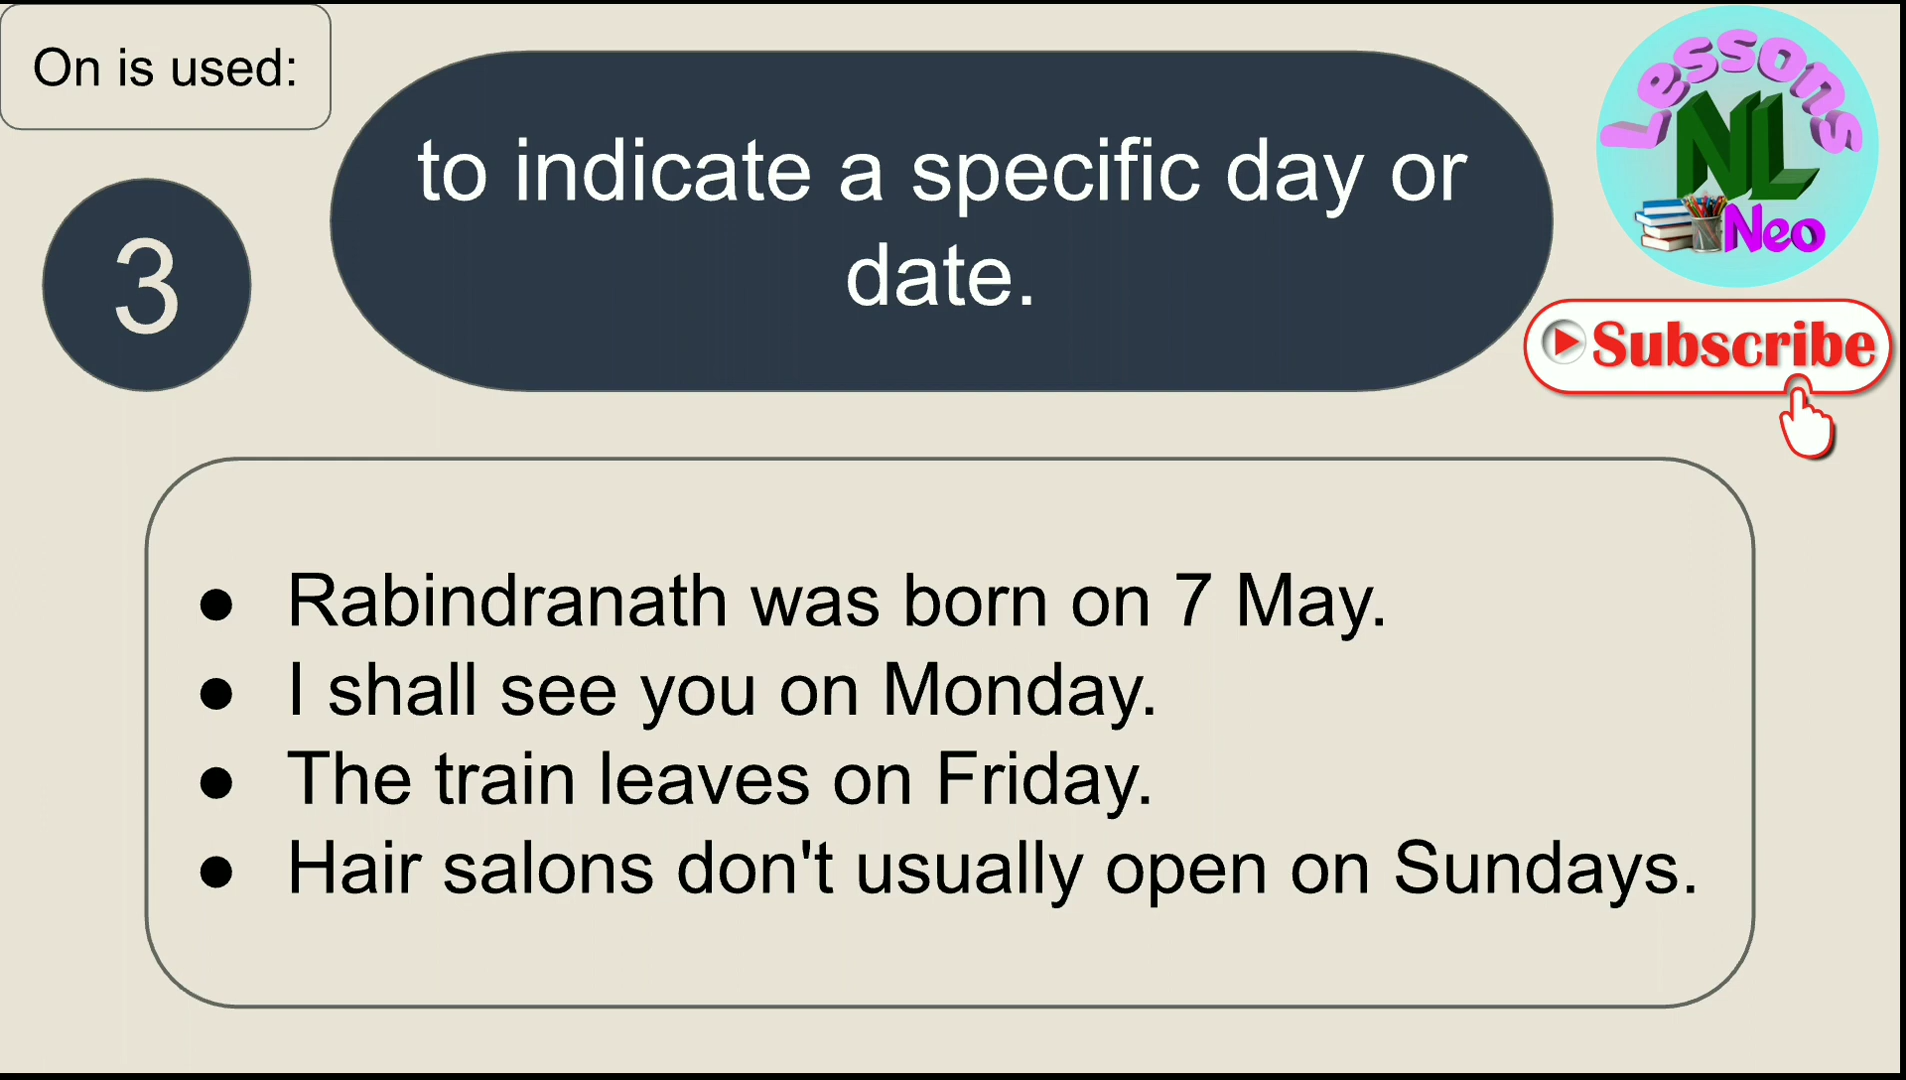 On is used:
3
to indicate a specific day or
date.
Lessons
NL
Neo
Subscribe
● Rabindranath was born on 7 May.
● I shall see you on Monday.
● The train leaves on Friday.
● Hair salons don't usually open on Sundays.